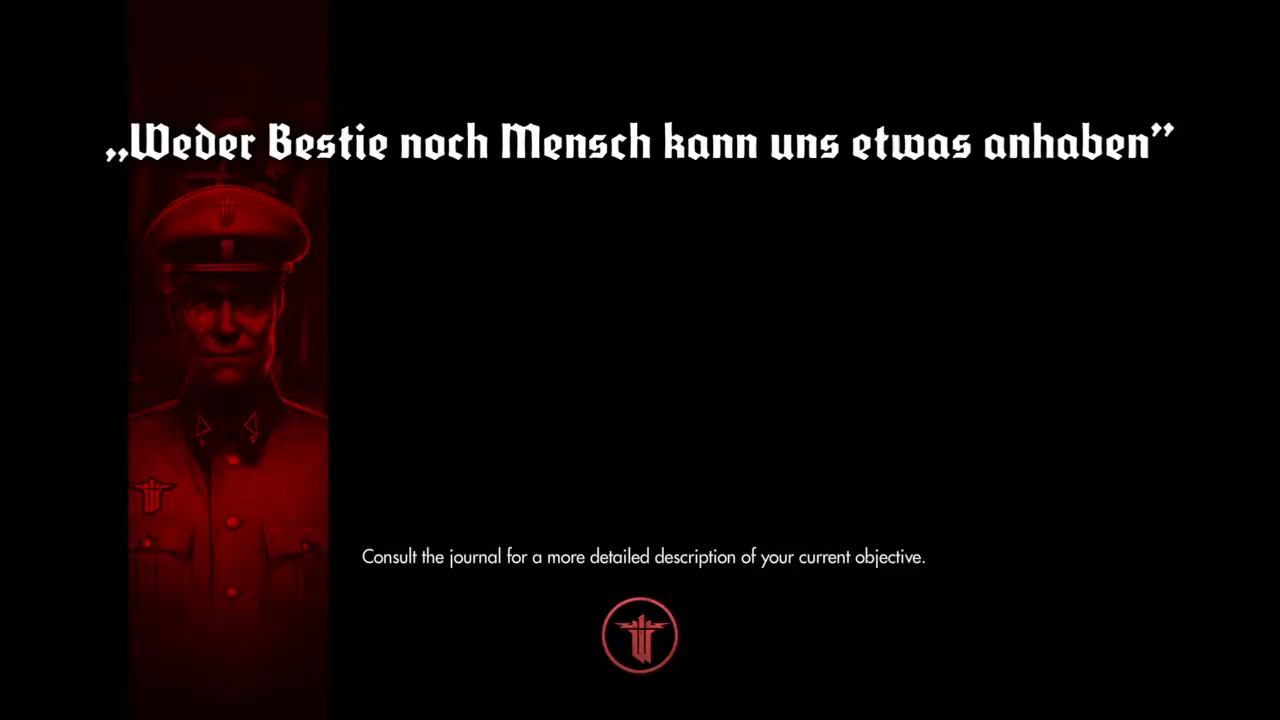 „Weder Bestie noch Mensch kann uns etwas anhaben”
Consult the journal for a more detailed description of your current objective.